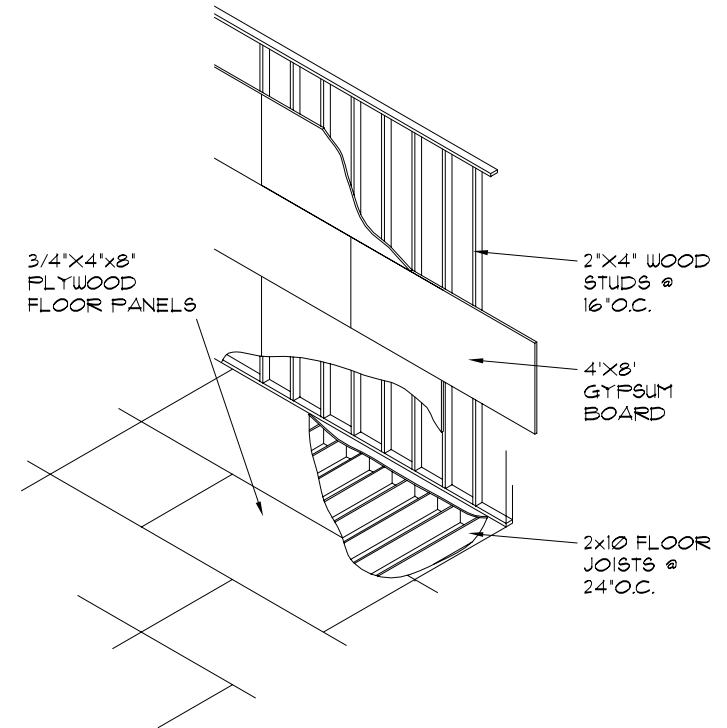 3/4"X4"x8"
PLYWOOD
FLOOR PANELS
2"X4" WOOD
STUDS @
16"O.C.
4'X8'
GYPSUM
BOARD
2x10 FLOOR
JOISTS @
24"O.C.